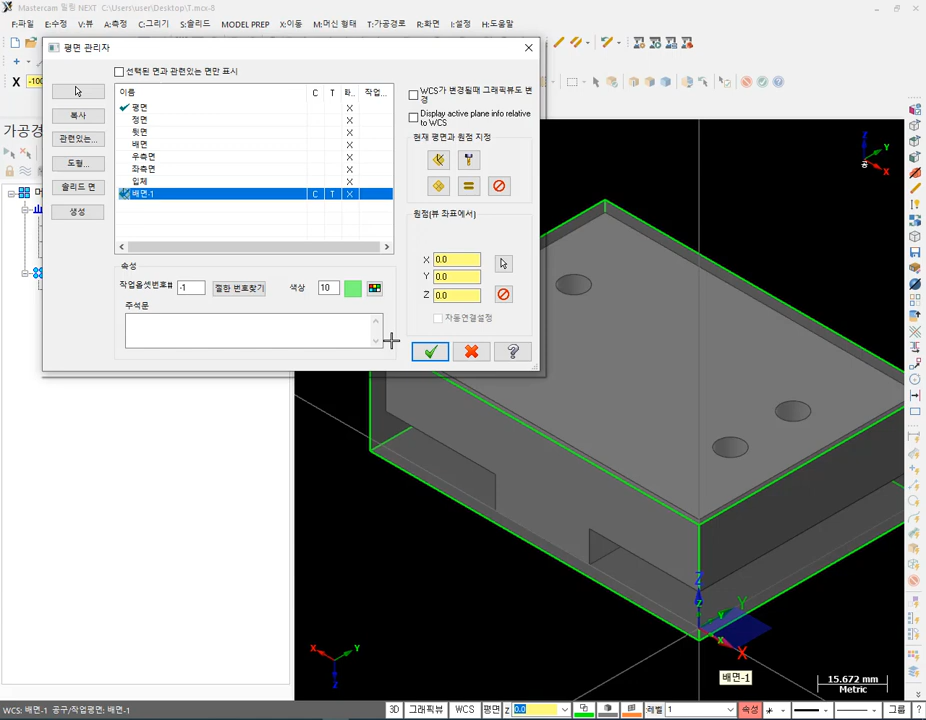 Mastercam 밀링 NEXT  C:\Users\user\Desktop\T.mcx-8
F:파일 E:수정 V:뷰 A:측정 C:그리기 S:솔리드 MODEL PREP X:이동 M:머신 형태 T:가공경로 R:화면 I:설정 H:도움말
평면 관리자
X -100
선택된 면과 관련있는 면만 표시
이름 C T 작업...
평면 X
정면 X
뒷면 X
배면 X
우측면 X
좌측면 X
입체 X
배면-1 C T X
복사
관련있는...
도형...
솔리드 면
생성
가공경
WCS가 변경될때 그래픽뷰도 변경
Display active plane info relative
to WCS
현재 평면과 원점 지정
원점(뷰 좌표에서)
X 0.0
Y 0.0
Z 0.0
자동연결설정
속성
작업옵셋번호# -1 절한 번호찾기 색상 10
주석문
Z
Y
X
Z
Z
Y
Y
X
X
배면-1
X
Y
Z
15.672 mm
Metric
WCS: 배면-1 공구/작업평면: 배면-1
3D 그래픽뷰 WCS 평면 Z 0.0 레벨 1 속성 그룹 ?